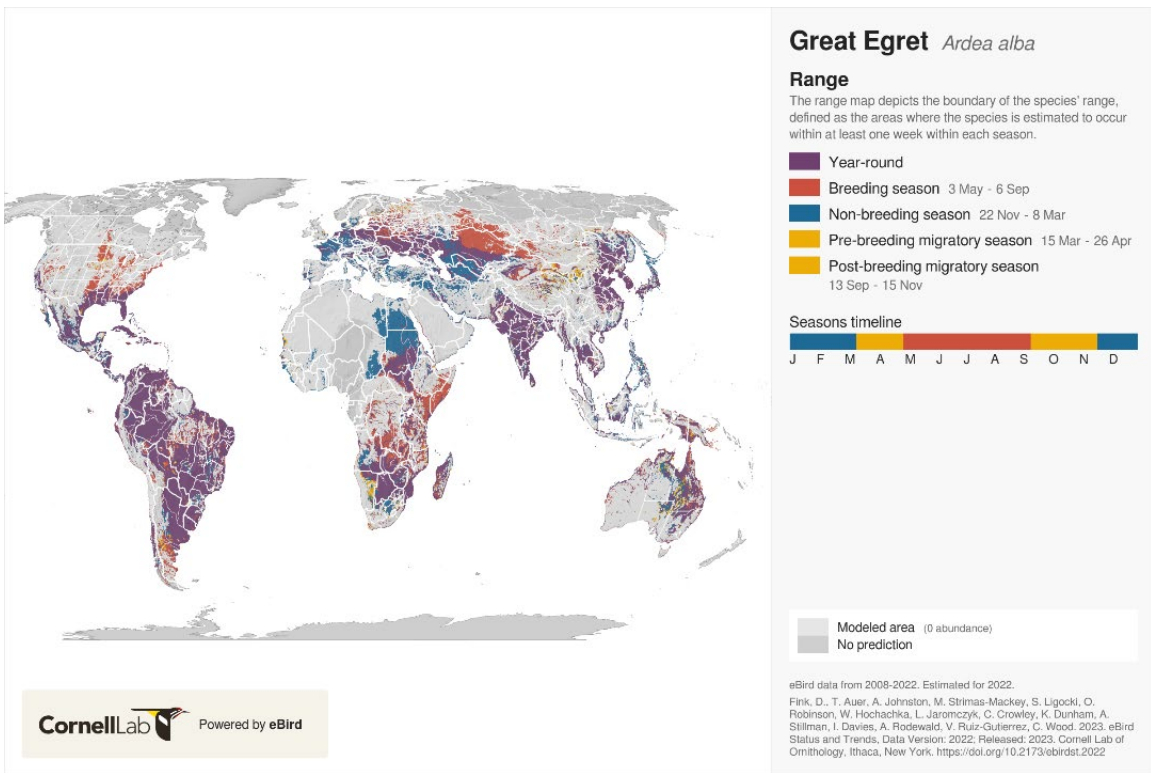 Great Egret Ardea alba
Range
The range map depicts the boundary of the species' range,
defined as the areas where the species is estimated to occur
within at least one week within each season.
Year-round
Breeding season 3 May - 6 Sep
Non-breeding season 22 Nov - 8 Mar
Pre-breeding migratory season 15 Mar - 26 Apr
Post-breeding migratory season
13 Sep - 15 Nov
Seasons timeline
J F M A M J J A S O N D
Modeled area (0 abundance)
No prediction
eBird data from 2008-2022. Estimated for 2022.
Fink, D., T. Auer, A. Johnston, M. Strimas-Mackey, S. Ligocki, O.
Robinson, W. Hochachka, L. Jaromczyk, C. Crowley, K. Dunham, A.
Stillman, I. Davies, A. Rodewald, V. Ruiz-Gutierrez, C. Wood. 2023. eBird
Status and Trends, Data Version: 2022; Released: 2023. Cornell Lab of
Ornithology, Ithaca, New York. https://doi.org/10.2173/ebirdst.2022
CornellLab Powered by eBird